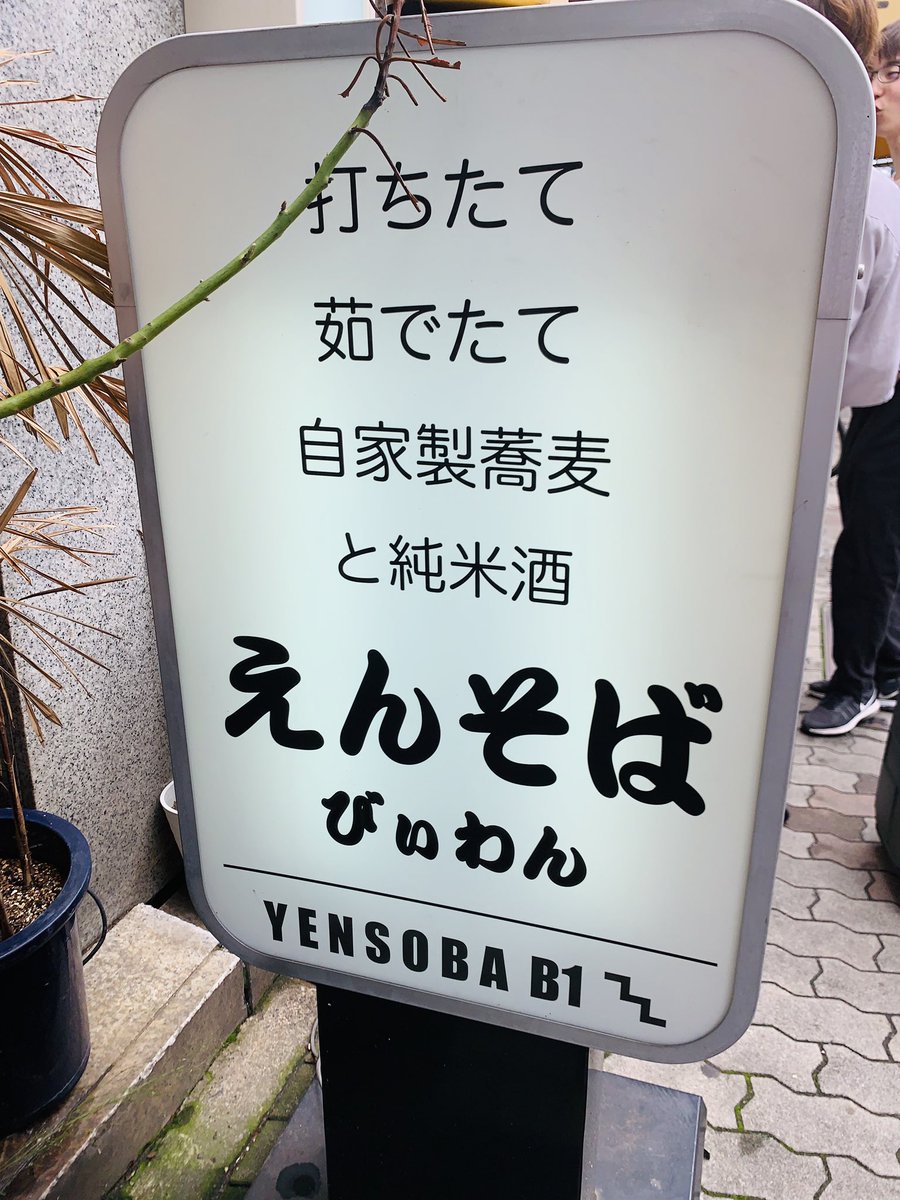 打ちたて
茹でたて
自家製蕎麦
と純米酒
えんそば
びぃわん
YENSOBA B1